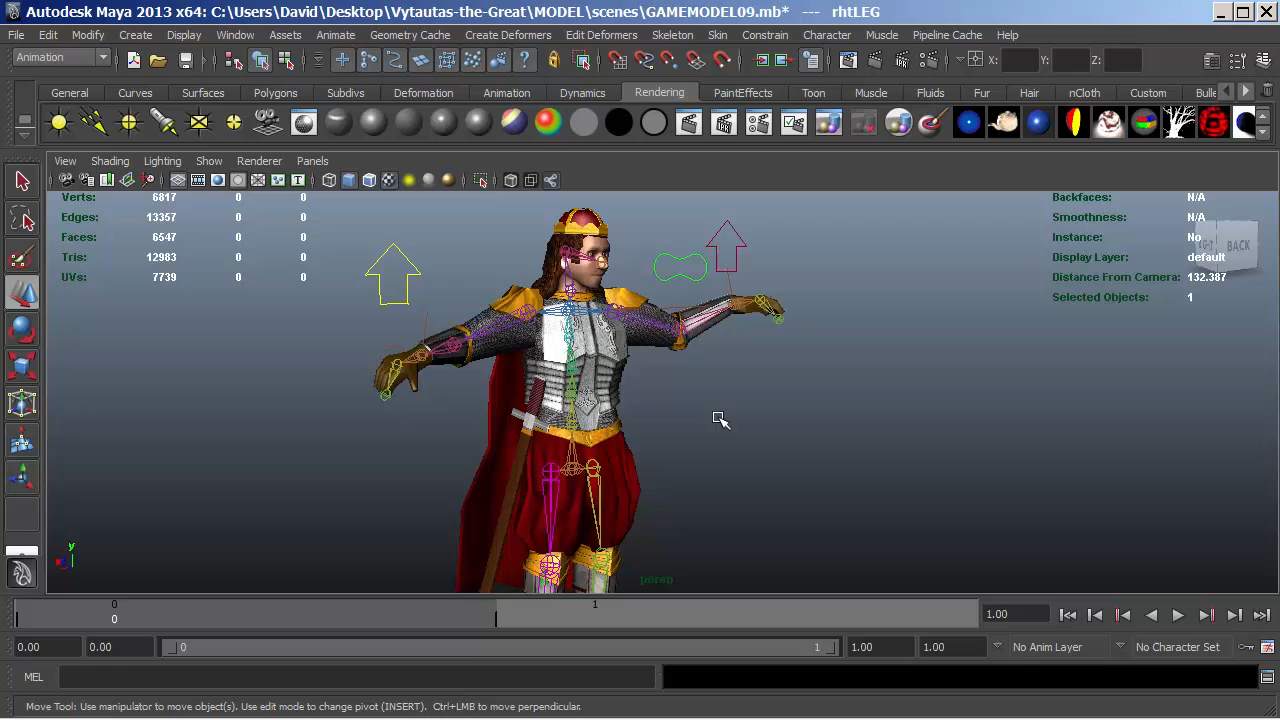 Autodesk Maya 2013 x64: C:\Users\David\Desktop\Vytautas-the-Great\MODEL\scenes\GAMEMODEL09.mb* --- rhtLEG
File Edit Modify Create Display Window Assets Animate Geometry Cache Create Deformers Edit Deformers Skeleton Skin Constrain Character Muscle Pipeline Cache Help
Animation X: Y: Z:
General Curves Surfaces Polygons Subdivs Deformation Animation Dynamics Rendering PaintEffects Toon Muscle Fluids Fur Hair nCloth Custom Bulle
View Shading Lighting Show Renderer Panels
Verts: 6817 0 0
Edges: 13357 0 0
Faces: 6547 0 0
Tris: 12983 0 0
UVs: 7739 0 0
Backfaces: N/A
Smoothness: N/A
Instance: No
Display Layer: default
Distance From Camera: 132.387
Selected Objects: 1
BACK
y
x
persp
0 1
0 1.00
0.00 0.00 0 1 1.00 1.00 No Anim Layer No Character Set
MEL
Move Tool: Use manipulator to move object(s). Use edit mode to change pivot (INSERT). Ctrl+LMB to move perpendicular.